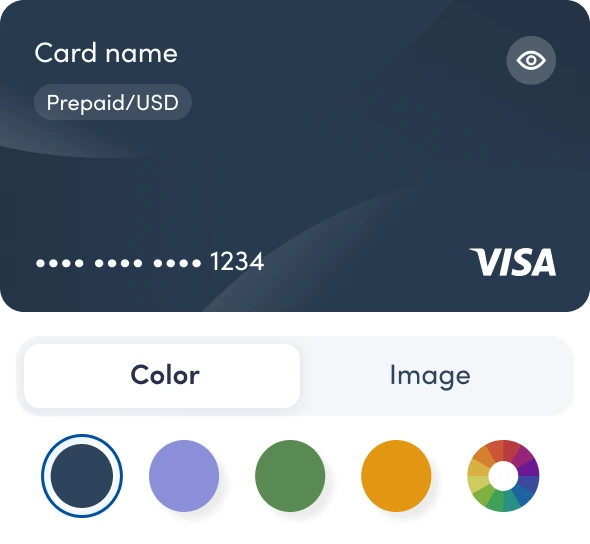 Card name
Prepaid/USD
•••• •••• •••• 1234
VISA
Color
Image